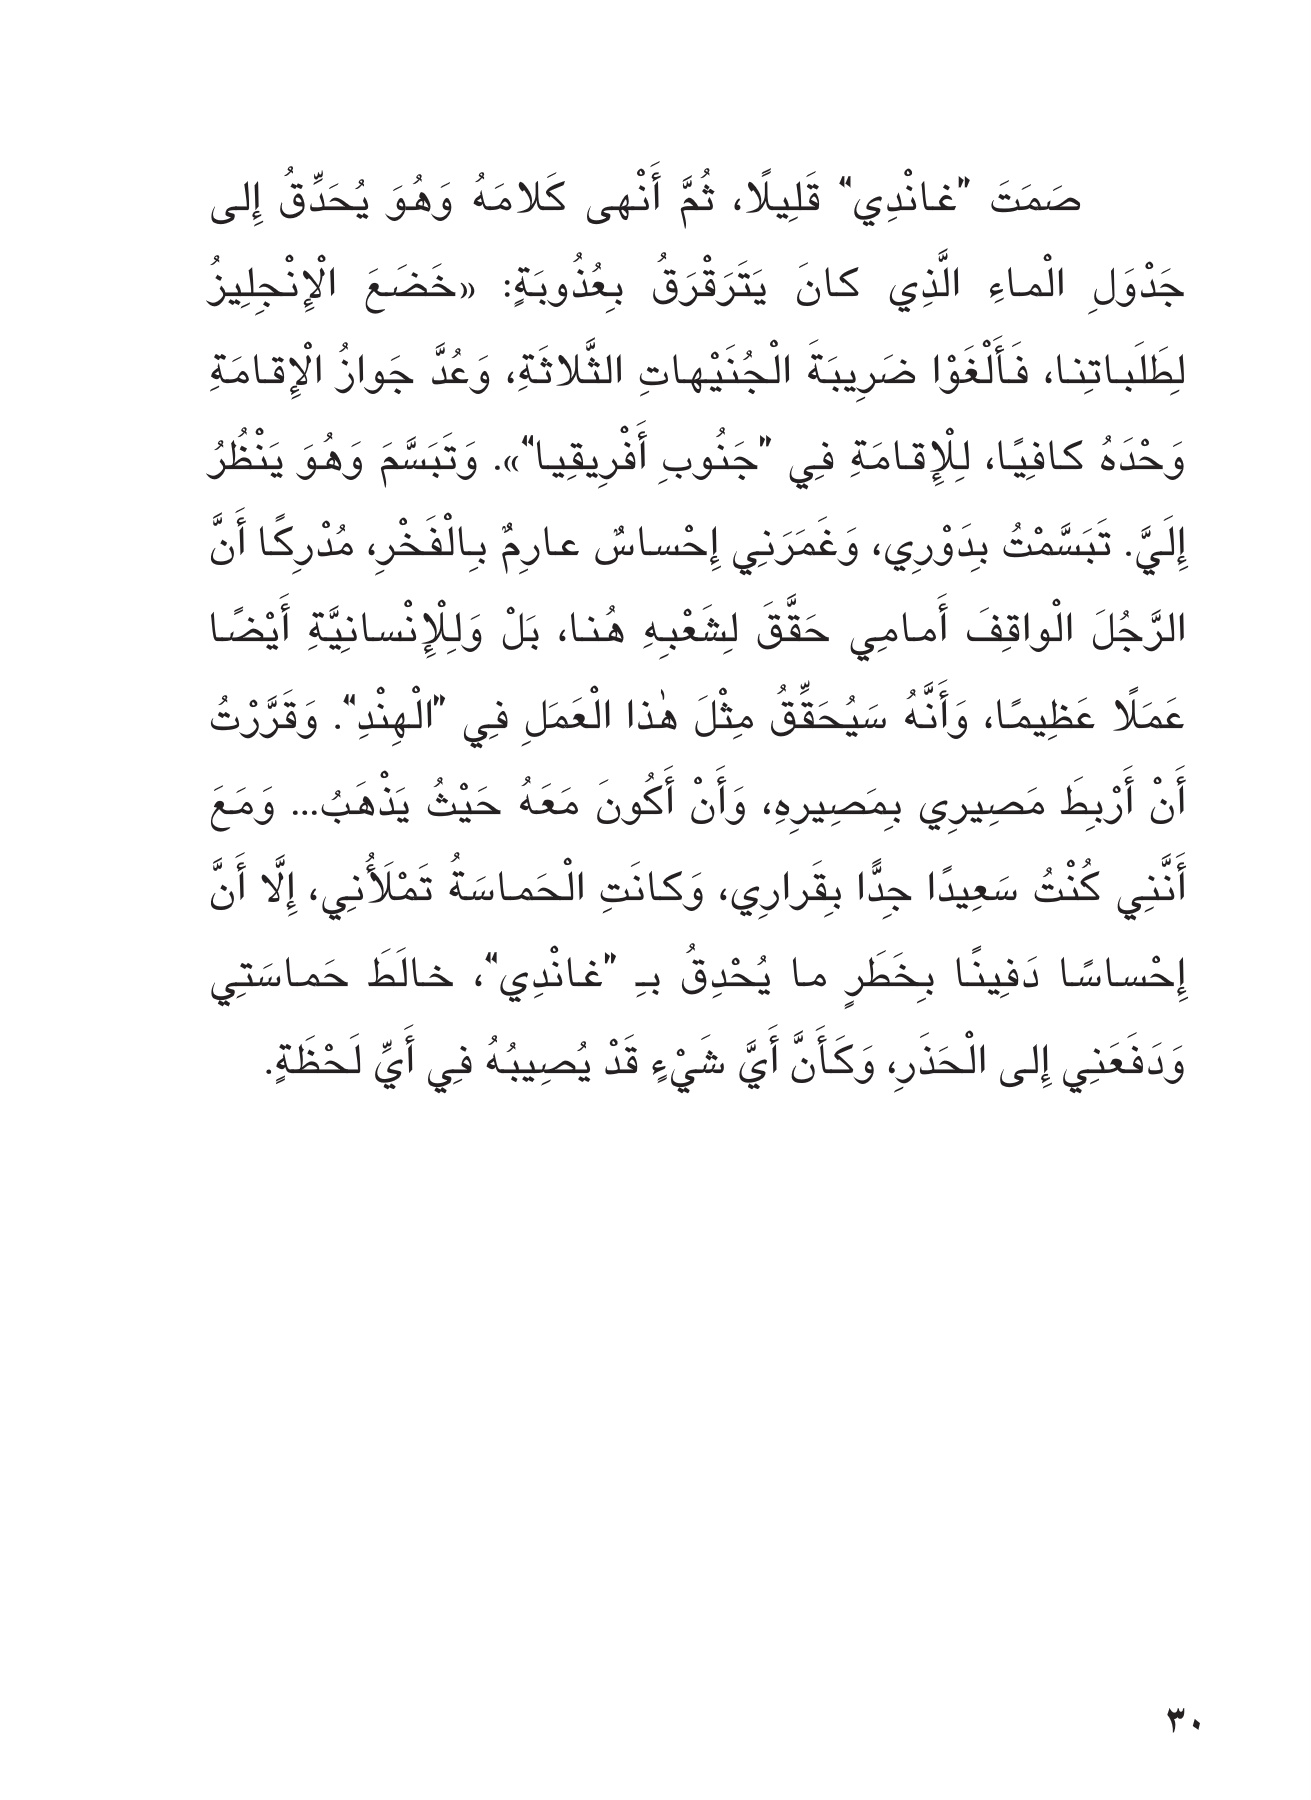 صَمَتَ "غانْدِي" قَلِيلًا، ثُمَّ أَنْهى كَلامَهُ وَهُوَ يُحَدِّقُ إِلى
جَدْوَلِ الْماءِ الَّذِي كانَ يَتَرَقْرَقُ بِعُذُوبَةٍ: «خَضَعَ الْإِنْجِلِيزُ
لِطَلَباتِنا، فَأَلْغَوْا ضَرِيبَةَ الْجُنَيْهاتِ الثَّلاثَةِ، وَعُدَّ جَوازُ الْإِقامَةِ
وَحْدَهُ كافِيًا، لِلْإِقامَةِ فِي "جَنُوبِ أَفْرِيقِيا"». وَتَبَسَّمَ وَهُوَ يَنْظُرُ
إِلَيَّ. تَبَسَّمْتُ بِدَوْرِي، وَغَمَرَنِي إِحْساسٌ عارِمٌ بِالْفَخْرِ، مُدْرِكًا أَنَّ
الرَّجُلَ الْواقِفَ أَمامِي حَقَّقَ لِشَعْبِهِ هُنا، بَلْ وَلِلْإِنْسانِيَّةِ أَيْضًا
عَمَلًا عَظِيمًا، وَأَنَّهُ سَيُحَقِّقُ مِثْلَ هٰذا الْعَمَلِ فِي "الْهِنْدِ". وَقَرَّرْتُ
أَنْ أَرْبِطَ مَصِيرِي بِمَصِيرِهِ، وَأَنْ أَكُونَ مَعَهُ حَيْثُ يَذْهَبُ... وَمَعَ
أَنَّنِي كُنْتُ سَعِيدًا جِدًّا بِقَرارِي، وَكانَتِ الْحَماسَةُ تَمْلَأُنِي، إِلَّا أَنَّ
إِحْساسًا دَفِينًا بِخَطَرٍ ما يُحْدِقُ بِـ "غانْدِي"، خالَطَ حَماسَتِي
وَدَفَعَنِي إِلى الْحَذَرِ، وَكَأَنَّ أَيَّ شَيْءٍ قَدْ يُصِيبُهُ فِي أَيِّ لَحْظَةٍ.
٣٠